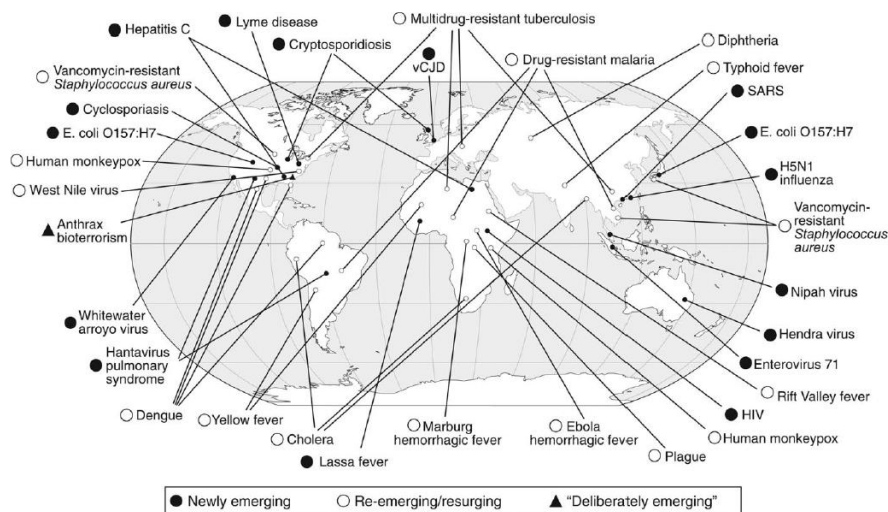 Hepatitis C
Lyme disease
Cryptosporidiosis
Multidrug-resistant tuberculosis
vCJD
Drug-resistant malaria
Diphtheria
Typhoid fever
SARS
Vancomycin-resistant
Staphylococcus aureus
Cyclosporiasis
E. coli O157:H7
Human monkeypox
West Nile virus
Anthrax
bioterrorism
E. coli O157:H7
H5N1
influenza
Vancomycin-
resistant
Staphylococcus
aureus
Whitewater
arroyo virus
Hantavirus
pulmonary
syndrome
Dengue
Yellow fever
Cholera
Lassa fever
Marburg
hemorrhagic fever
Ebola
hemorrhagic fever
Plague
Human monkeypox
HIV
Rift Valley fever
Enterovirus 71
Hendra virus
Nipah virus
Newly emerging
Re-emerging/resurging
“Deliberately emerging”